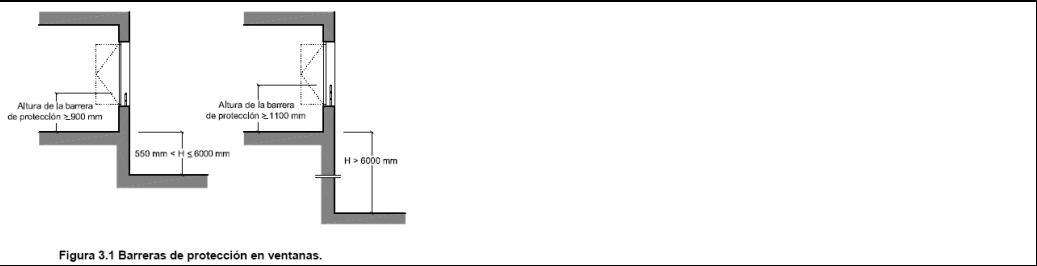 Altura de la barrera
de protección ≥900 mm
550 mm < H ≤ 6000 mm
Altura de la barrera
de protección ≥1100 mm
H > 6000 mm
Figura 3.1 Barreras de protección en ventanas.